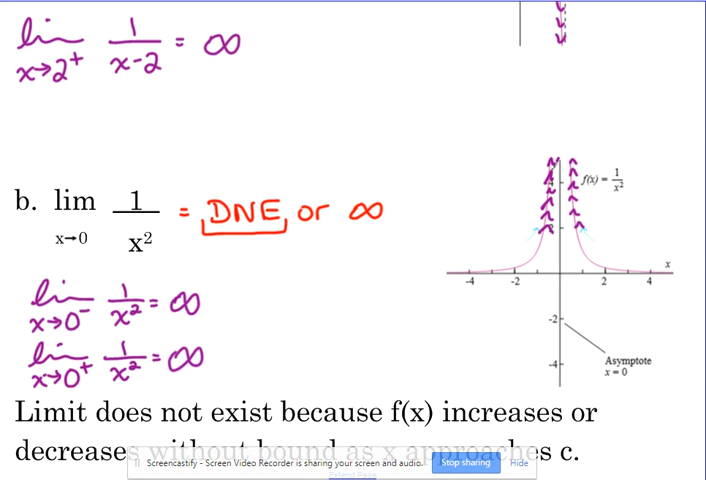 lim 1/x-2 = ∞
x→2+
b. lim 1/x2 = DNE, or ∞
x→0
f(x) = 1/x2
lim 1/x2 = ∞
x→0-
lim 1/x2 = ∞
x→0+
x
-4 -2 2 4
-2
-4
Asymptote
x = 0
Limit does not exist because f(x) increases or
decreases without bound as x approaches c.
Screencastify - Screen Video Recorder is sharing your screen and audio. Stop sharing Hide
Extend Page